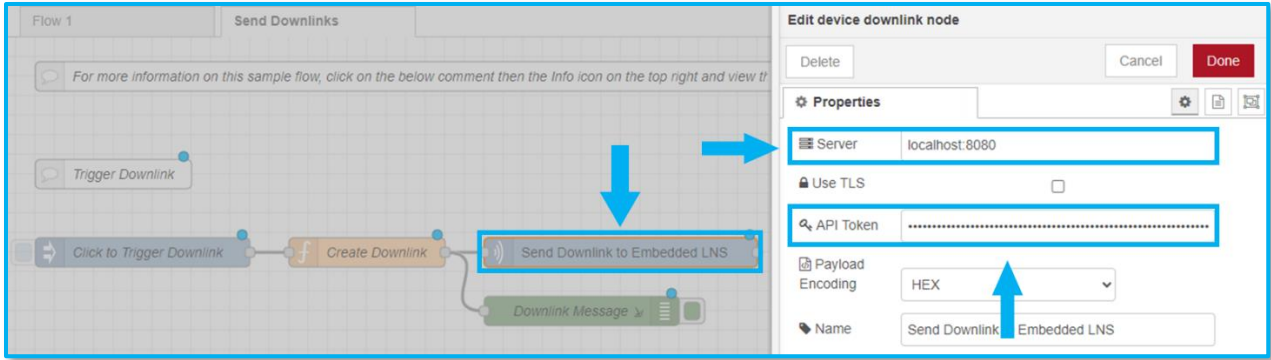 Flow 1
Send Downlinks
For more information on this sample flow, click on the below comment then the Info icon on the top right and view th
Trigger Downlink
Click to Trigger Downlink
Create Downlink
Send Downlink to Embedded LNS
Downlink Message
Edit device downlink node
Delete
Cancel
Done
Properties
Server
localhost:8080
Use TLS
API Token
Payload
Encoding
HEX
Name
Send Downlink Embedded LNS